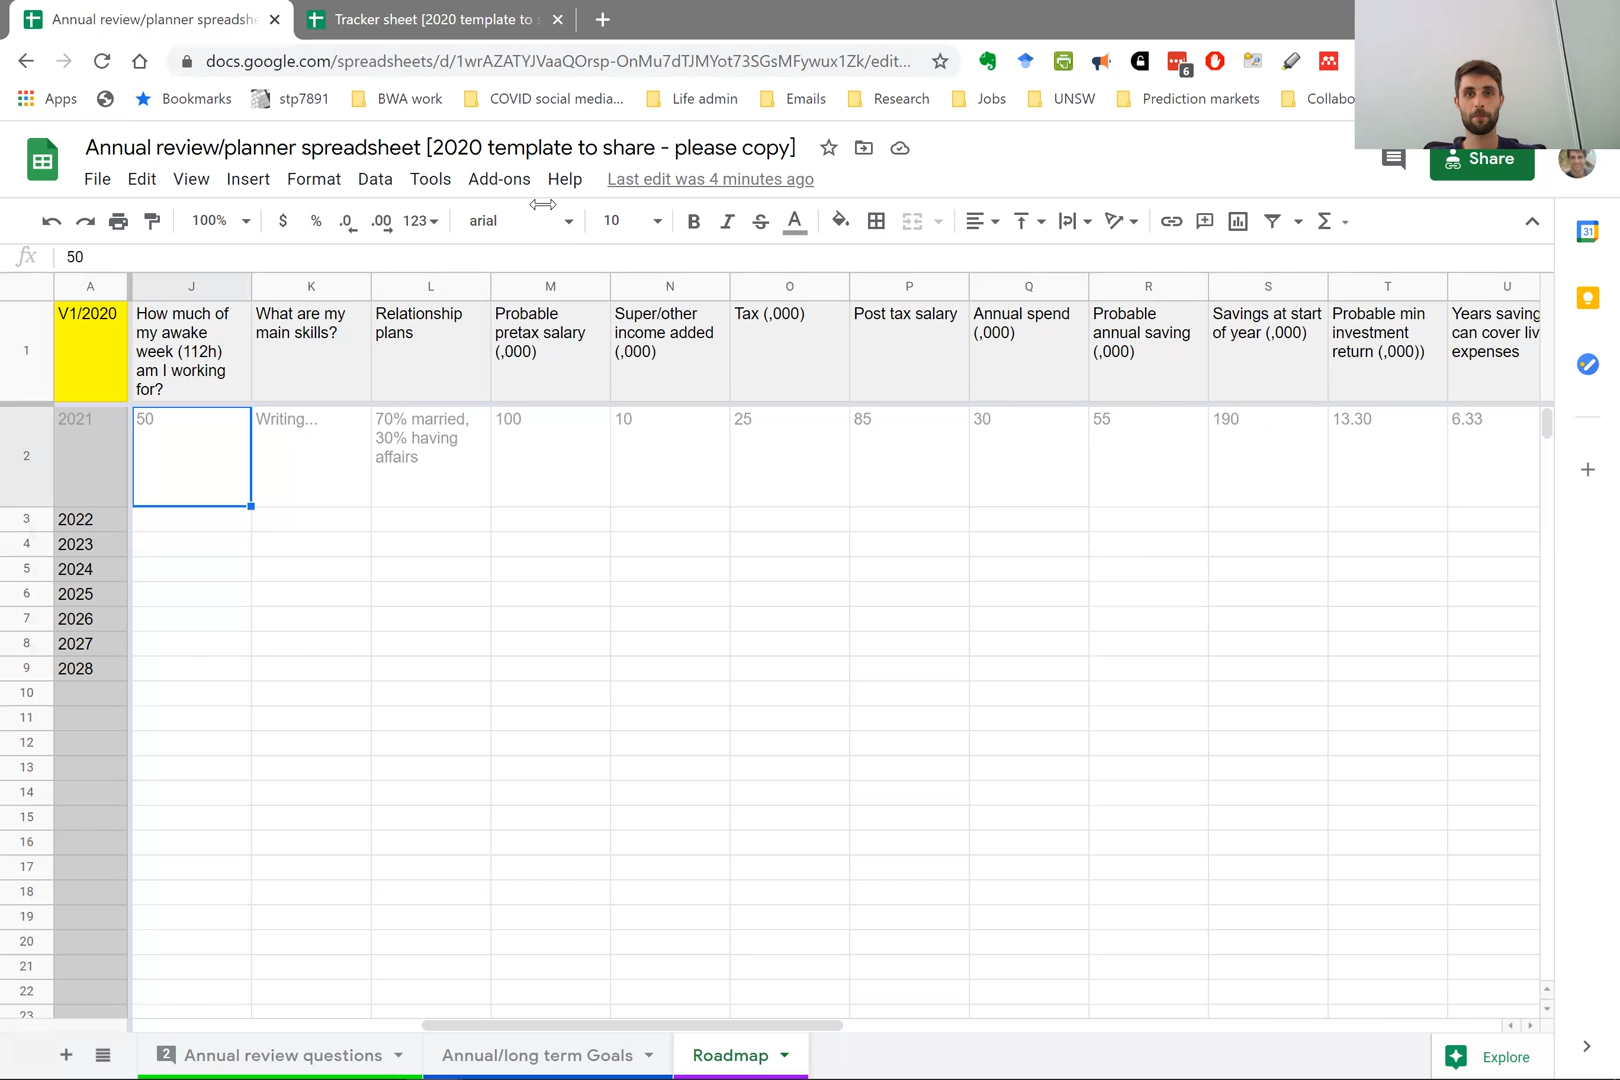 Annual review/planner spreadshe
Tracker sheet [2020 template to s
docs.google.com/spreadsheets/d/1wrAZATYJVaaQOrsp-OnMu7dTJMYot73SGsMFywux1Zk/edit...
6
Apps
Bookmarks
stp7891
BWA work
COVID social media...
Life admin
Emails
Research
Jobs
UNSW
Prediction markets
Collabo
Annual review/planner spreadsheet [2020 template to share - please copy]
Share
File Edit View Insert Format Data Tools Add-ons Help Last edit was 4 minutes ago
100% $ % .0 .00 123 arial 10 B I S A Σ
31
fx 50
A J K L M N O P Q R S T U
1
V1/2020
How much of
my awake
week (112h)
am I working
for?
What are my
main skills?
Relationship
plans
Probable
pretax salary
(,000)
Super/other
income added
(,000)
Tax (,000)
Post tax salary
Annual spend
(,000)
Probable
annual saving
(,000)
Savings at start
of year (,000)
Probable min
investment
return (,000))
Years saving
can cover liv
expenses
2
2021
50
Writing...
70% married,
30% having
affairs
100
10
25
85
30
55
190
13.30
6.33
3 2022
4 2023
5 2024
6 2025
7 2026
8 2027
9 2028
10
11
12
13
14
15
16
17
18
19
20
21
22
23
2 Annual review questions
Annual/long term Goals
Roadmap
Explore